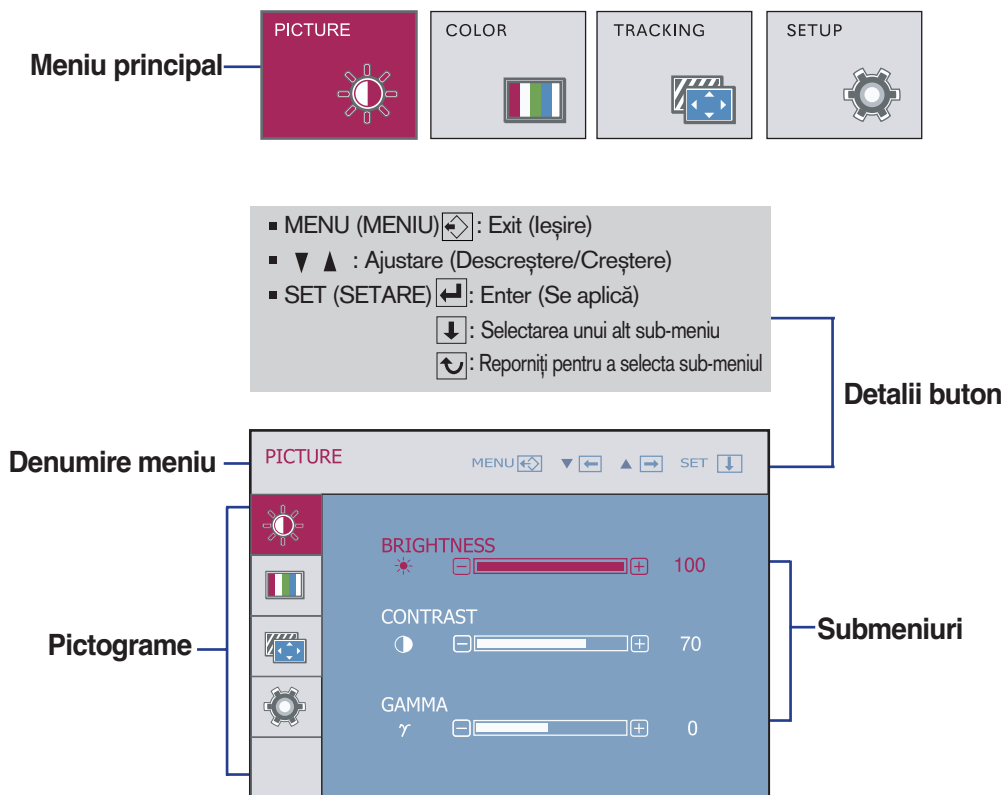 PICTURE COLOR TRACKING SETUP
Meniu principal
▪ MENU (MENIU) : Exit (Ieșire)
▪ ▼ ▲ : Ajustare (Descreștere/Creștere)
▪ SET (SETARE) : Enter (Se aplică)
: Selectarea unui alt sub-meniu
: Reporniți pentru a selecta sub-meniul
Detalii buton
Denumire meniu
PICTURE MENU ▼ ▲ SET
BRIGHTNESS
100
CONTRAST
70
GAMMA
γ 0
Pictograme
Submeniuri